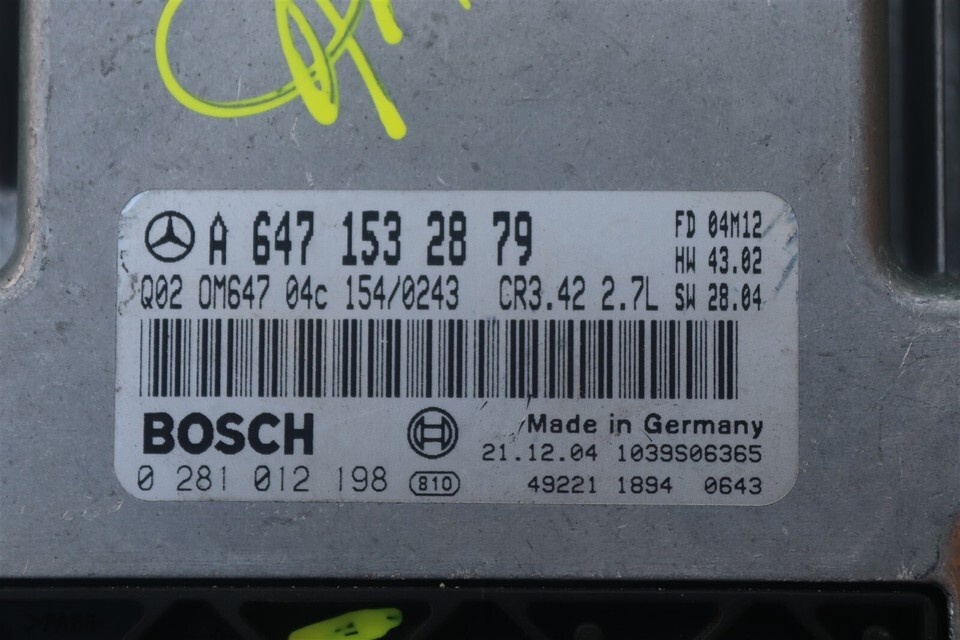 A 647 153 28 79
FD 04M12
HW 43.02
Q02 OM647 04c 154/0243 CR3.42 2.7L SW 28.04
BOSCH
Made in Germany
21.12.04 1039S06365
0 281 012 198 810 49221 1894 0643